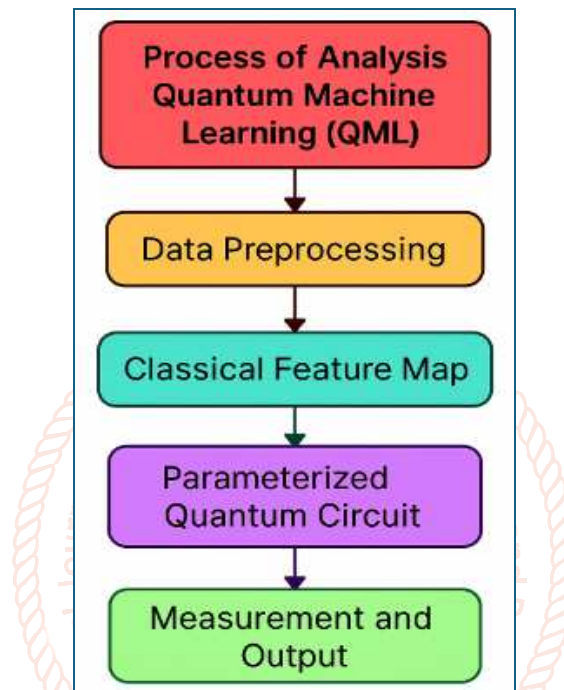 Process of Analysis
Quantum Machine
Learning (QML)
Data Preprocessing
Classical Feature Map
Parameterized
Quantum Circuit
Measurement and
Output